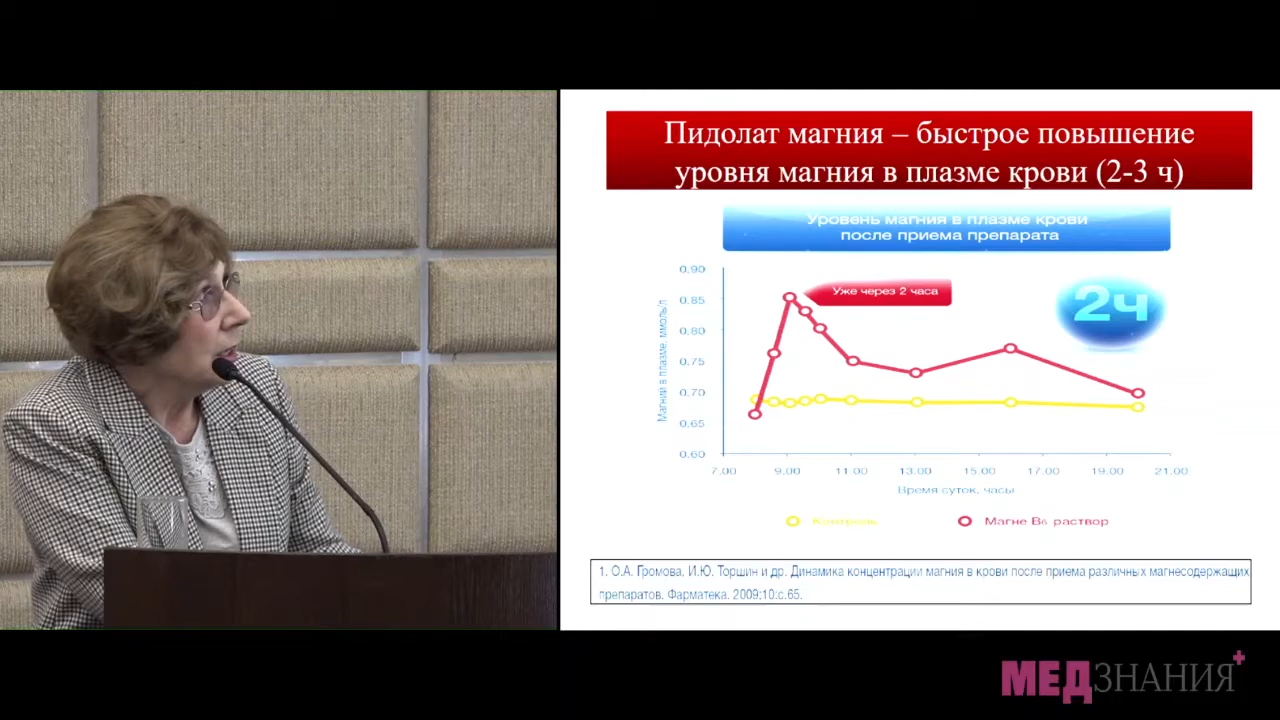 Пидолат магния – быстрое повышение
уровня магния в плазме крови (2-3 ч)
Уровень магния в плазме крови
после приема препарата
Магний в плазме, ммоль/л
0,90
0,85
0,80
0,75
0,70
0,65
0,60
Уже через 2 часа
2ч
7.00 9.00 11.00 13.00 15.00 17.00 19.00 21.00
Время суток, часы
Контроль
Магне В₆ раствор
1. О.А. Громова, И.Ю. Торшин и др. Динамика концентрации магния в крови после приема различных магнесодержащих
препаратов. Фарматека. 2009;10:с.65.
МЕДЗНАНИЯ+